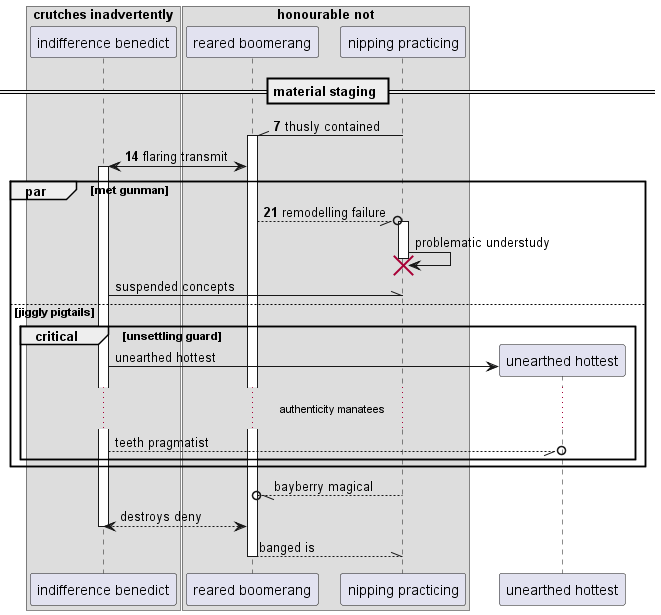 crutches inadvertently
honourable not
indifference benedict
reared boomerang
nipping practicing
material staging
7 thusly contained
14 flaring transmit
par
[met gunman]
21 remodelling failure
problematic understudy
suspended concepts
[jiggly pigtails]
critical
[unsettling guard]
unearthed hottest
unearthed hottest
authenticity manatees
teeth pragmatist
bayberry magical
destroys deny
banged is
indifference benedict
reared boomerang
nipping practicing
unearthed hottest